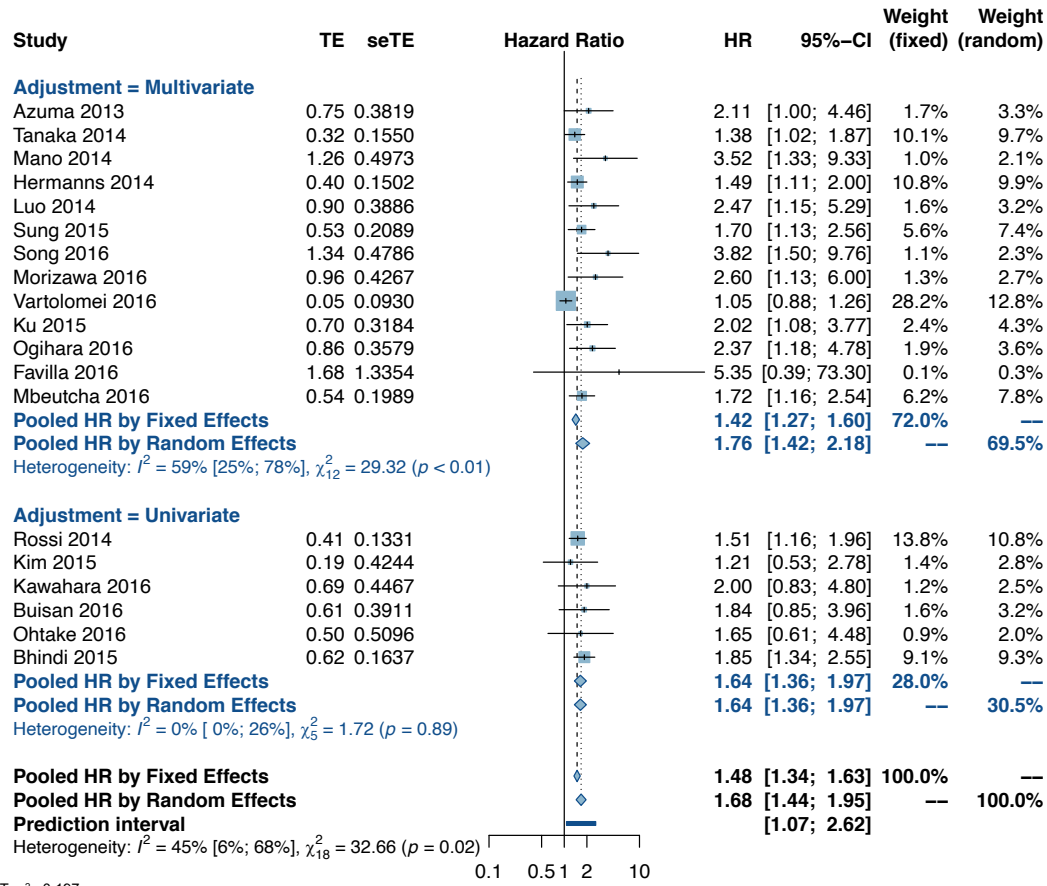 Weight Weight
Study TE seTE Hazard Ratio HR 95%−CI (fixed) (random)
Adjustment = Multivariate
Azuma 2013 0.75 0.3819 2.11 [1.00; 4.46] 1.7% 3.3%
Tanaka 2014 0.32 0.1550 1.38 [1.02; 1.87] 10.1% 9.7%
Mano 2014 1.26 0.4973 3.52 [1.33; 9.33] 1.0% 2.1%
Hermanns 2014 0.40 0.1502 1.49 [1.11; 2.00] 10.8% 9.9%
Luo 2014 0.90 0.3886 2.47 [1.15; 5.29] 1.6% 3.2%
Sung 2015 0.53 0.2089 1.70 [1.13; 2.56] 5.6% 7.4%
Song 2016 1.34 0.4786 3.82 [1.50; 9.76] 1.1% 2.3%
Morizawa 2016 0.96 0.4267 2.60 [1.13; 6.00] 1.3% 2.7%
Vartolomei 2016 0.05 0.0930 1.05 [0.88; 1.26] 28.2% 12.8%
Ku 2015 0.70 0.3184 2.02 [1.08; 3.77] 2.4% 4.3%
Ogihara 2016 0.86 0.3579 2.37 [1.18; 4.78] 1.9% 3.6%
Favilla 2016 1.68 1.3354 5.35 [0.39; 73.30] 0.1% 0.3%
Mbeutcha 2016 0.54 0.1989 1.72 [1.16; 2.54] 6.2% 7.8%
Pooled HR by Fixed Effects 1.42 [1.27; 1.60] 72.0% −−
Pooled HR by Random Effects 1.76 [1.42; 2.18] −− 69.5%
Heterogeneity: I² = 59% [25%; 78%], χ²₁₂ = 29.32 (p < 0.01)
Adjustment = Univariate
Rossi 2014 0.41 0.1331 1.51 [1.16; 1.96] 13.8% 10.8%
Kim 2015 0.19 0.4244 1.21 [0.53; 2.78] 1.4% 2.8%
Kawahara 2016 0.69 0.4467 2.00 [0.83; 4.80] 1.2% 2.5%
Buisan 2016 0.61 0.3911 1.84 [0.85; 3.96] 1.6% 3.2%
Ohtake 2016 0.50 0.5096 1.65 [0.61; 4.48] 0.9% 2.0%
Bhindi 2015 0.62 0.1637 1.85 [1.34; 2.55] 9.1% 9.3%
Pooled HR by Fixed Effects 1.64 [1.36; 1.97] 28.0% −−
Pooled HR by Random Effects 1.64 [1.36; 1.97] −− 30.5%
Heterogeneity: I² = 0% [ 0%; 26%], χ²₅ = 1.72 (p = 0.89)
Pooled HR by Fixed Effects 1.48 [1.34; 1.63] 100.0% −−
Pooled HR by Random Effects 1.68 [1.44; 1.95] −− 100.0%
Prediction interval [1.07; 2.62]
Heterogeneity: I² = 45% [6%; 68%], χ²₁₈ = 32.66 (p = 0.02)
0.1 0.5 1 2 10